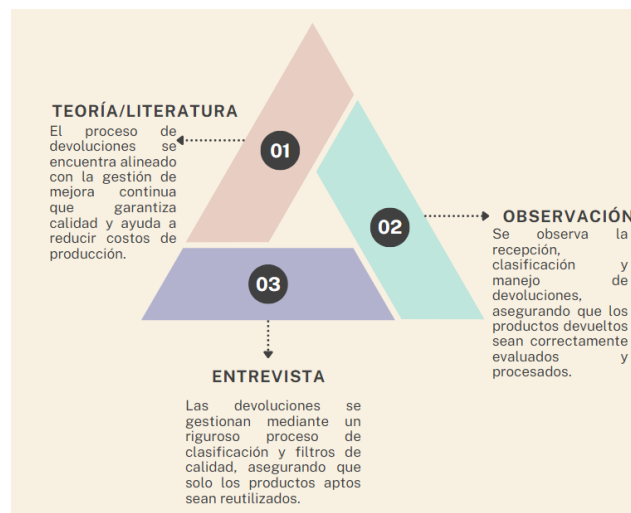 TEORÍA/LITERATURA
El proceso de
devoluciones se
encuentra alineado
con la gestión de
mejora continua
que garantiza
calidad y ayuda a
reducir costos de
producción.
01
02
OBSERVACIÓN
Se observa la
recepción,
clasificación y
manejo de
devoluciones,
asegurando que los
productos devueltos
sean correctamente
evaluados y
procesados.
03
ENTREVISTA
Las devoluciones se
gestionan mediante un
riguroso proceso de
clasificación y filtros de
calidad, asegurando que
solo los productos aptos
sean reutilizados.